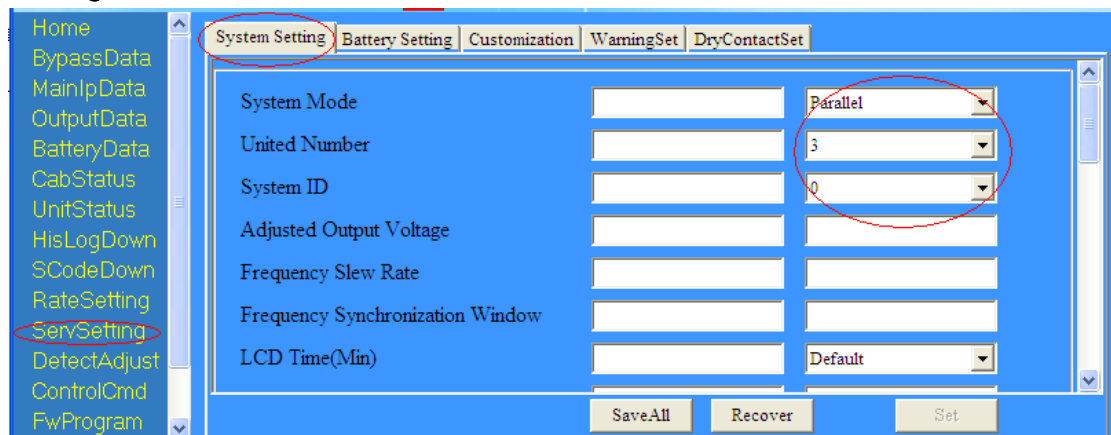 Home
BypassData
MainIpData
OutputData
BatteryData
CabStatus
UnitStatus
HisLogDown
SCodeDown
RateSetting
ServSetting
DetectAdjust
ControlCmd
FwProgram
System Setting Battery Setting Customization WarningSet DryContactSet
System Mode Parallel
United Number 3
System ID 0
Adjusted Output Voltage
Frequency Slew Rate
Frequency Synchronization Window
LCD Time(Min) Default
SaveAll Recover Set